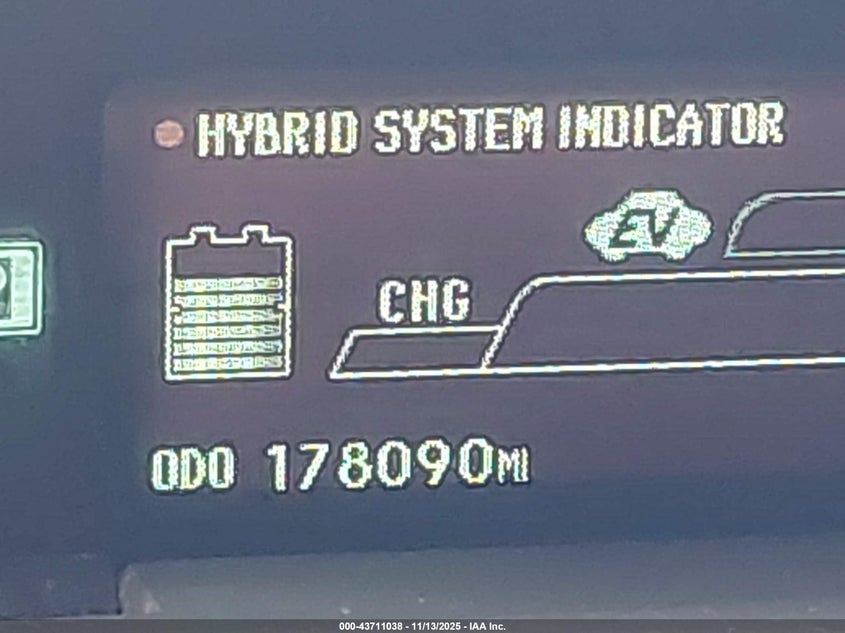 HYBRID SYSTEM INDICATOR
EV
CHG
ODO 178090MI
000-43711038 - 11/13/2025 - IAA Inc.